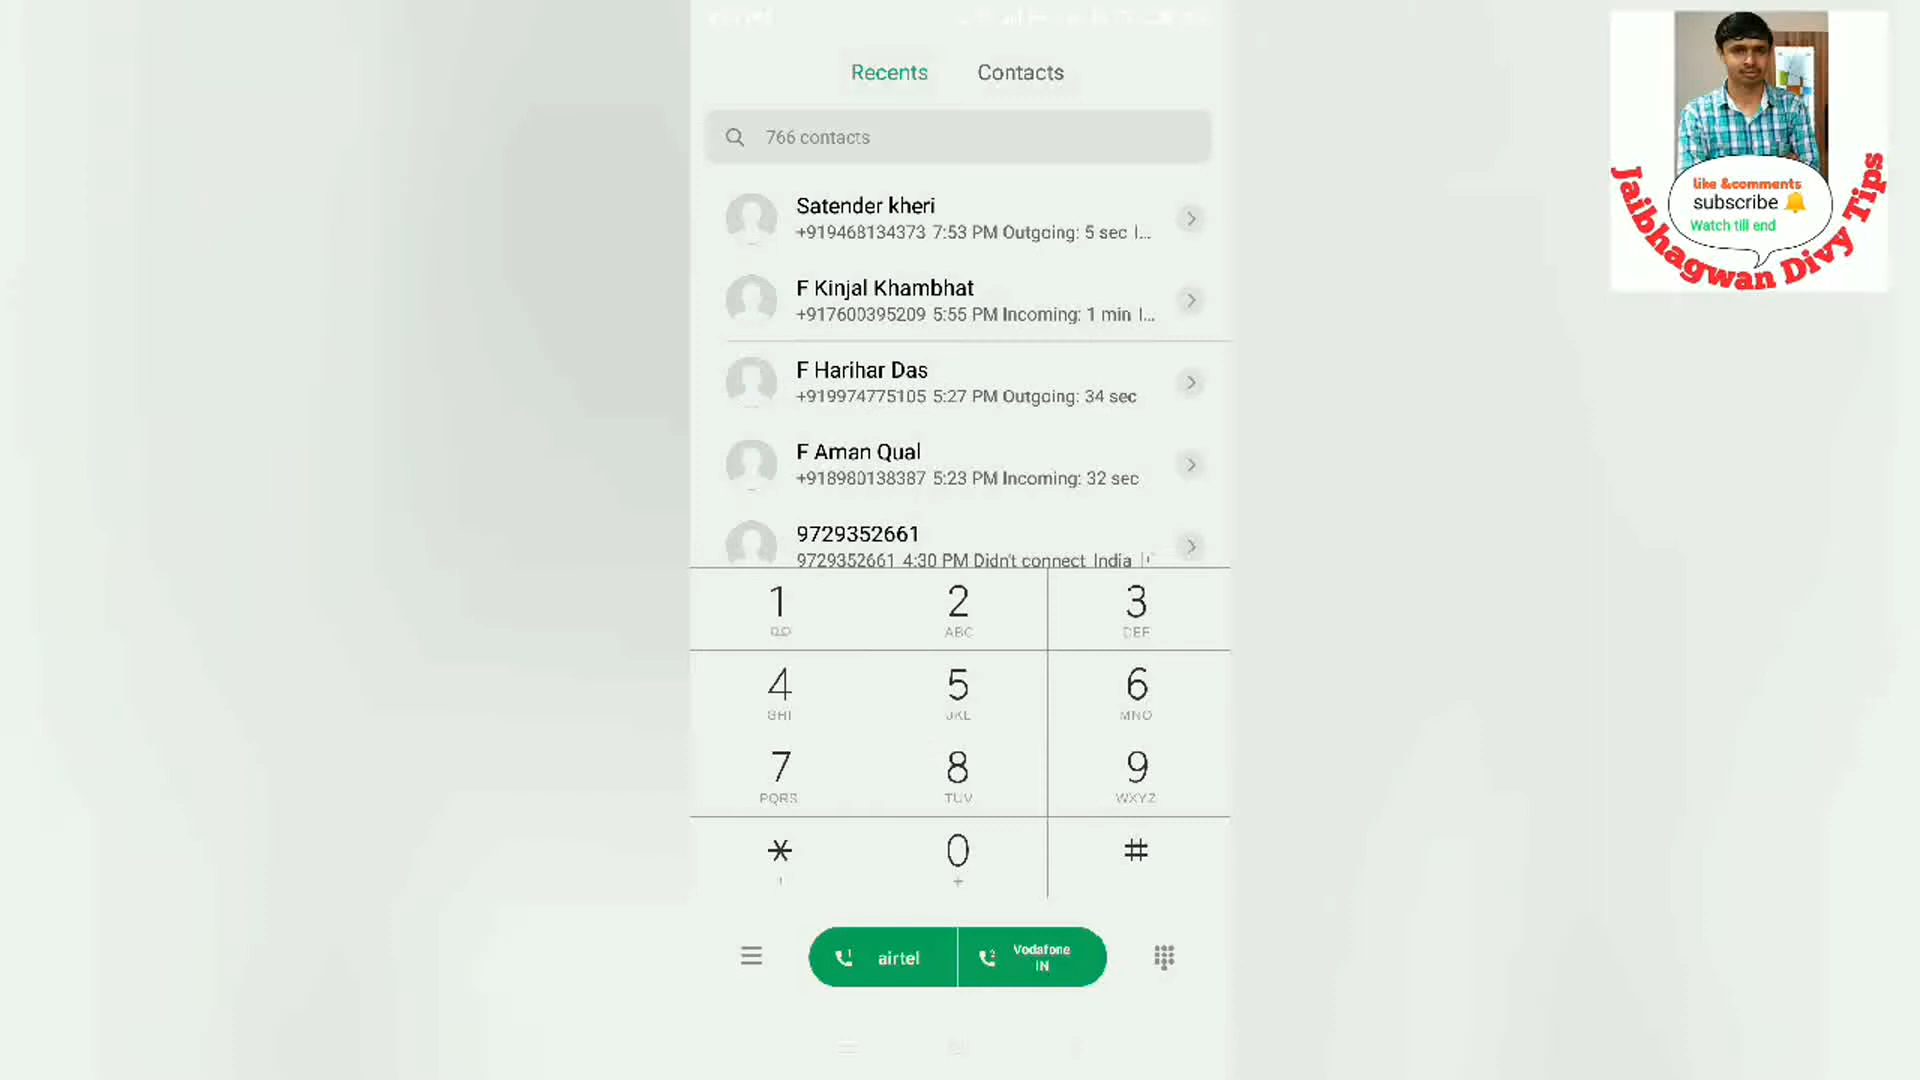 Recents Contacts
766 contacts
Satender kheri
+919468134373 7:53 PM Outgoing: 5 sec I...
F Kinjal Khambhat
+917600395209 5:55 PM Incoming: 1 min I...
F Harihar Das
+919974775105 5:27 PM Outgoing: 34 sec
F Aman Qual
+918980138387 5:23 PM Incoming: 32 sec
9729352661
9729352661 4:30 PM Didn't connect India
1 2 3
ABC DEF
4 5 6
GHI JKL MNO
7 8 9
PQRS TUV WXYZ
* 0 #
+
1 airtel 2 Vodafone
IN
like &comments
subscribe 🔔
Watch till end
Jaibhagwan Divy Tips